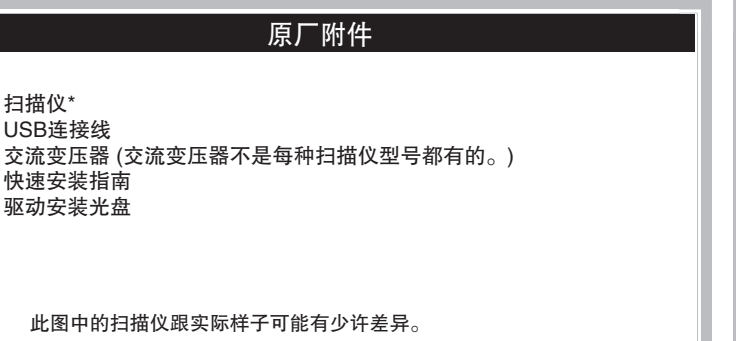 原厂附件
扫描仪*
USB连接线
交流变压器 (交流变压器不是每种扫描仪型号都有的。)
快速安装指南
驱动安装光盘
此图中的扫描仪跟实际样子可能有少许差异。